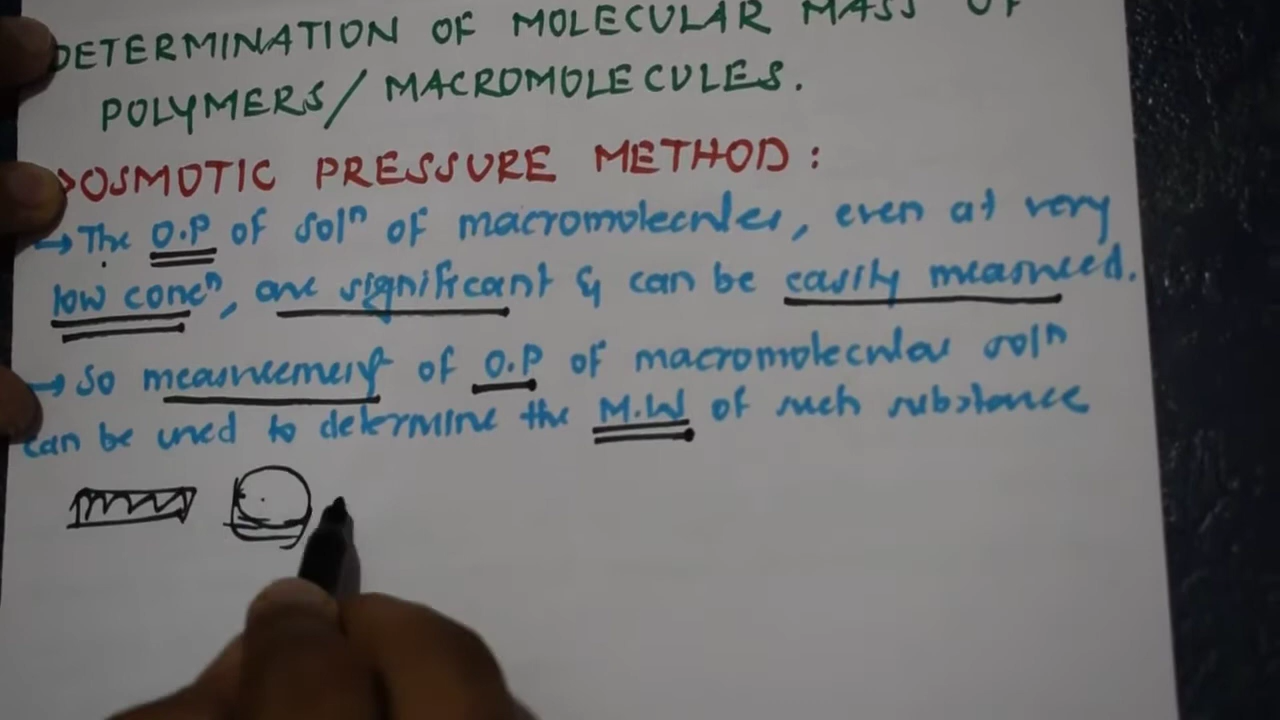 DETERMINATION OF MOLECULAR MASS OF
POLYMERS/ MACROMOLECULES.
>OSMOTIC PRESSURE METHOD:
→ The O.P of solⁿ of macromolecules, even at very
low concⁿ, are significant & can be easily measured.
→ So measurement of O.P of macromolecular solⁿ
can be used to determine the M.W of such substance